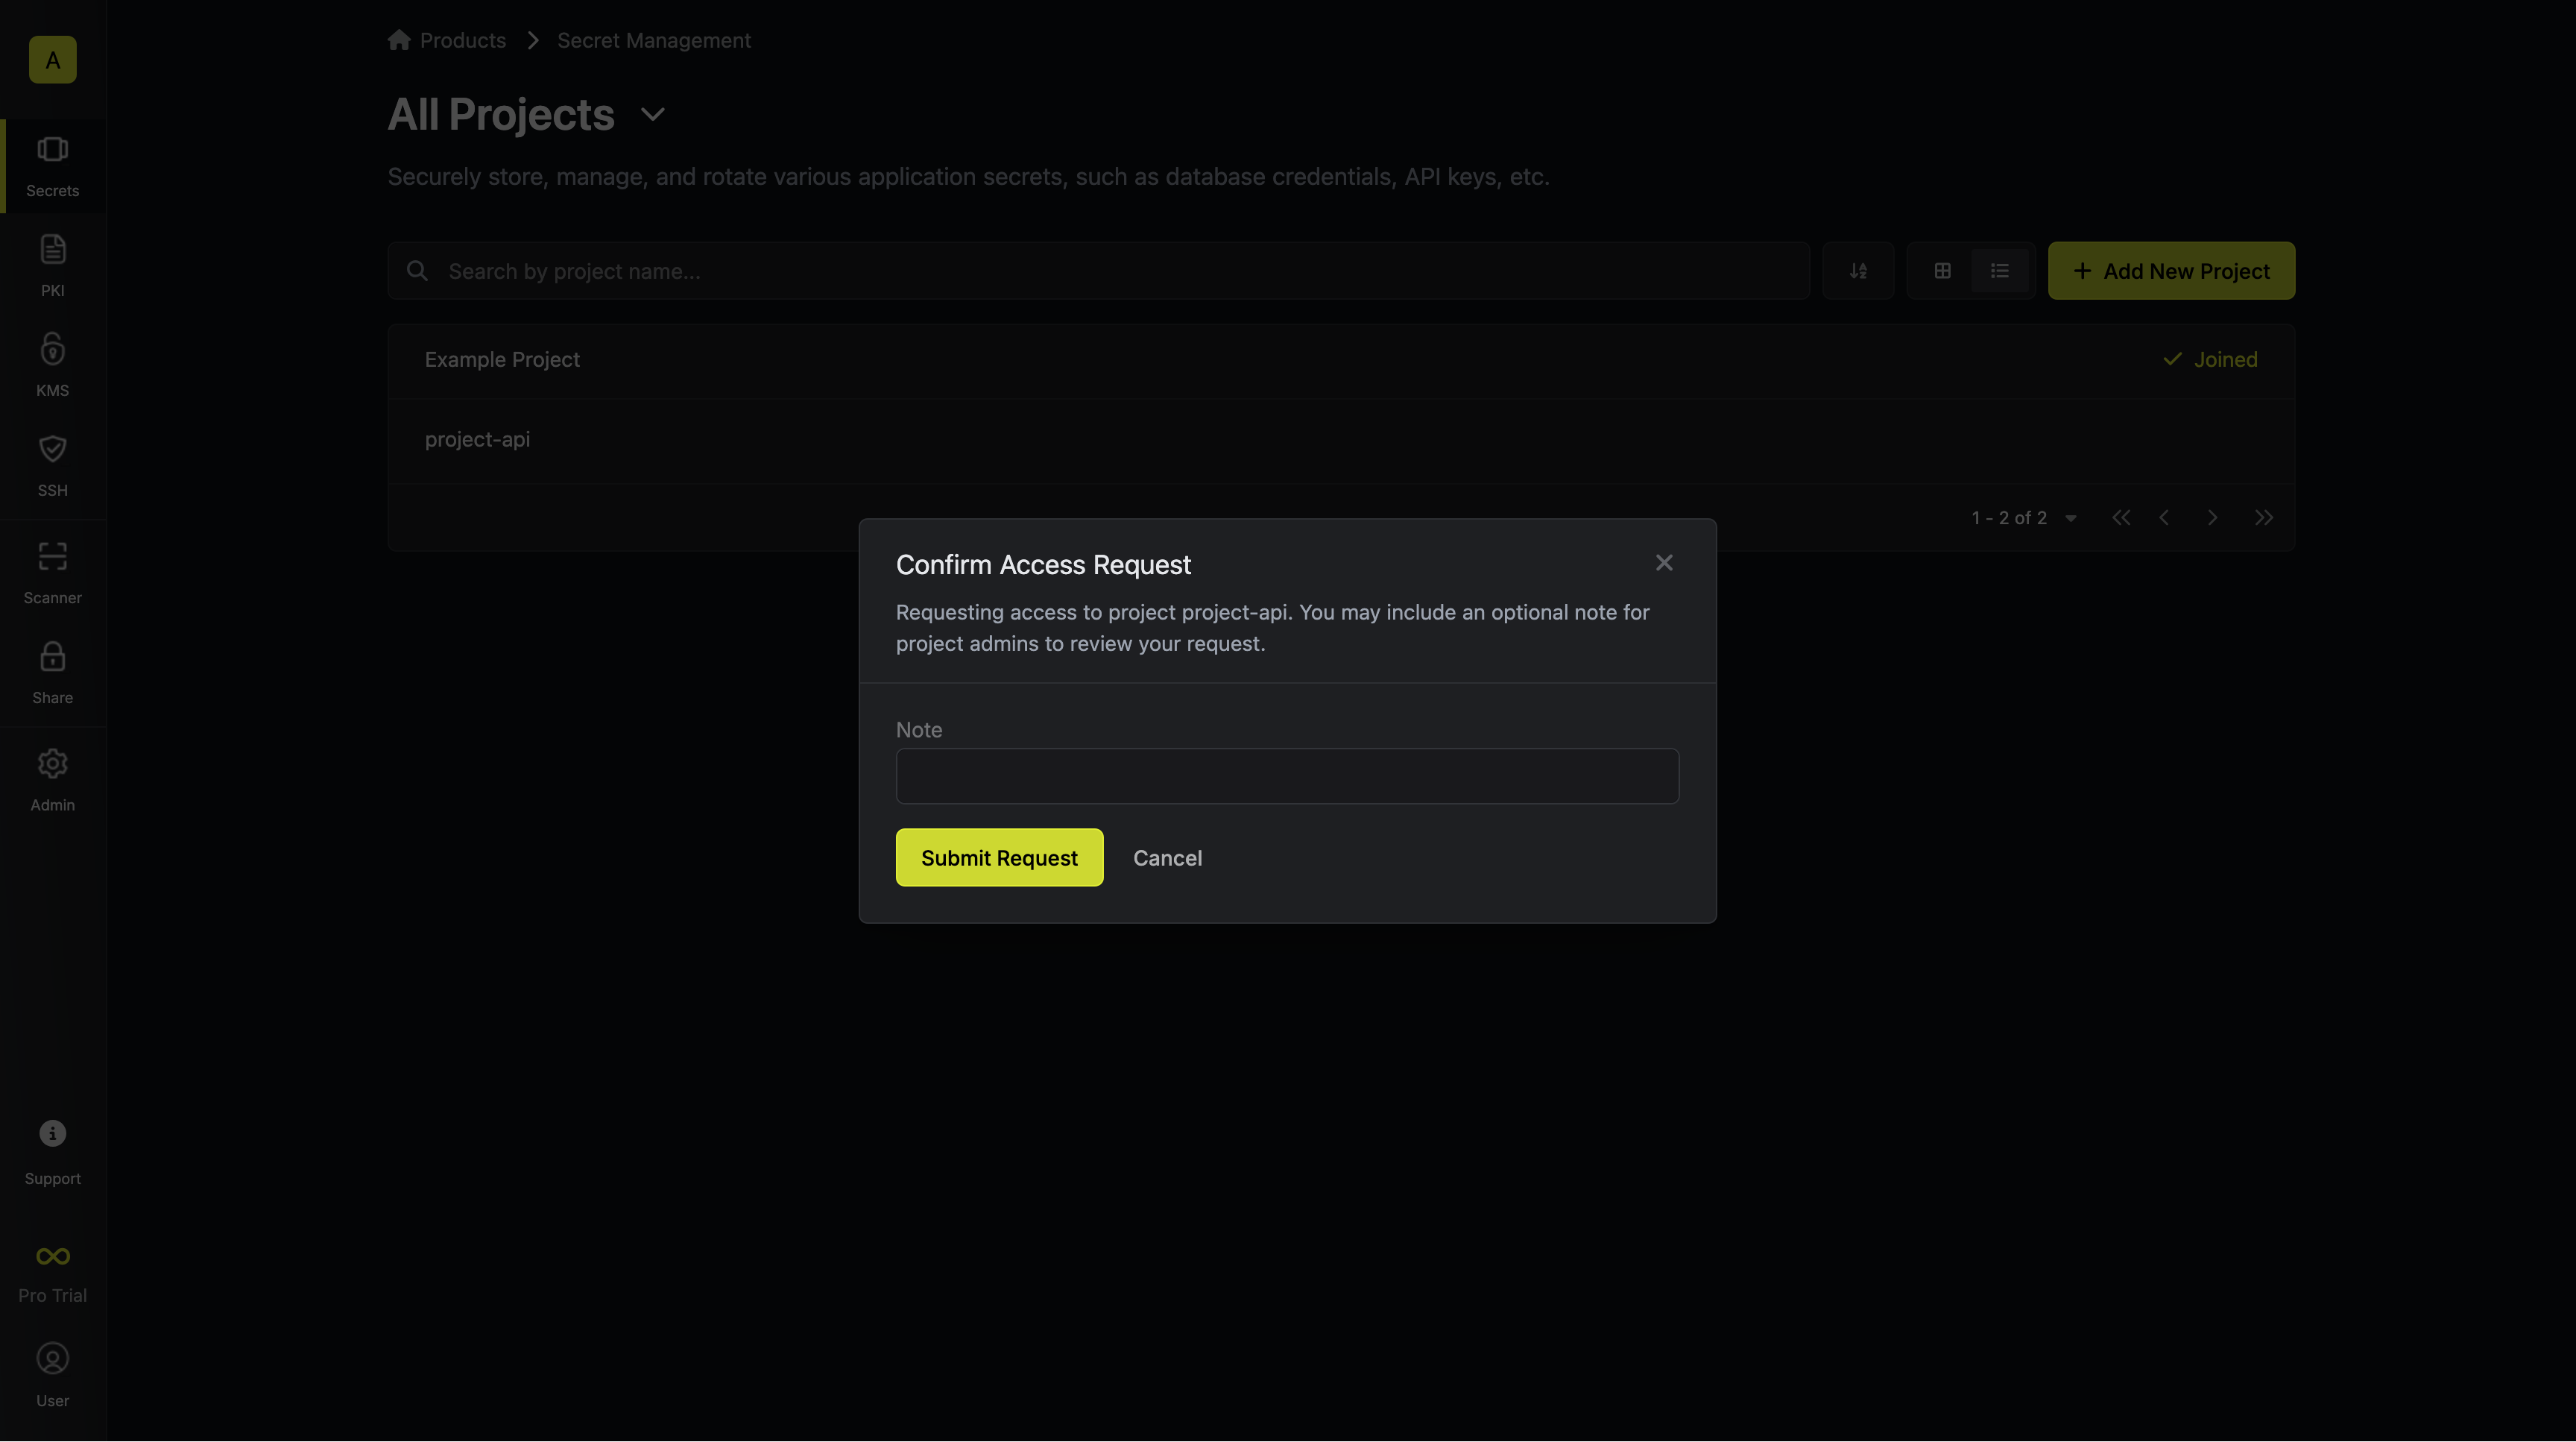 A
Secrets
PKI
KMS
SSH
Scanner
Share
Admin
Support
Pro Trial
User
Products
Secret Management
All Projects
Securely store, manage, and rotate various application secrets, such as database credentials, API keys, etc.
Search by project name...
Add New Project
Example Project
Joined
project-api
1 - 2 of 2
Confirm Access Request
Requesting access to project project-api. You may include an optional note for
project admins to review your request.
Note
Submit Request
Cancel